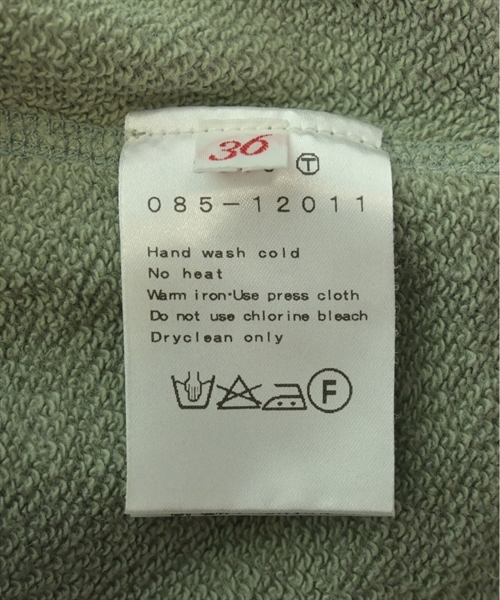 36
T
085-12011
Hand wash cold
No heat
Warm iron·Use press cloth
Do not use chlorine bleach
Dryclean only
F